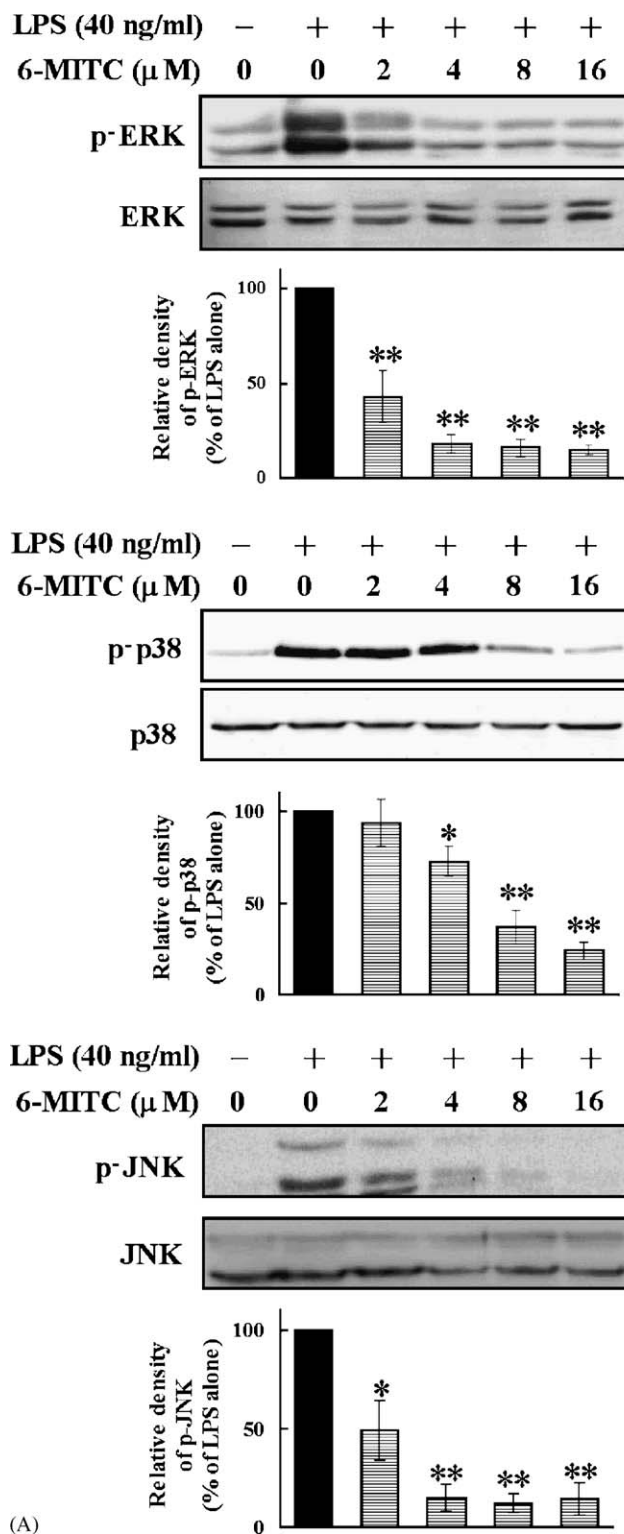 LPS (40 ng/ml) − + + + + +
6-MITC (μ M) 0 0 2 4 8 16
p-ERK
ERK
Relative density
of p-ERK
(% of LPS alone)
100
50
0
** ** ** **
LPS (40 ng/ml) − + + + + +
6-MITC (μ M) 0 0 2 4 8 16
p-p38
p38
Relative density
of p-p38
(% of LPS alone)
100
50
0
* ** **
LPS (40 ng/ml) − + + + + +
6-MITC (μ M) 0 0 2 4 8 16
p-JNK
JNK
Relative density
of p-JNK
(% of LPS alone)
100
50
0
* ** ** **
(A)